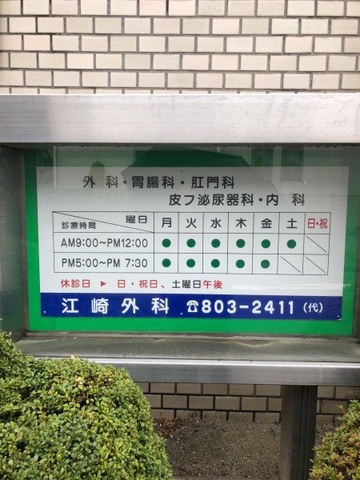 外科・胃腸科・肛門科
皮フ泌尿器科・内科
診療時間 曜日 月 火 水 木 金 土 日・祝
AM9:00～PM12:00 ● ● ● ● ● ●
PM5:00～PM 7:30 ● ● ● ● ●
休診日 ▶ 日・祝日、土曜日午後
江崎外科 ☎803-2411（代）